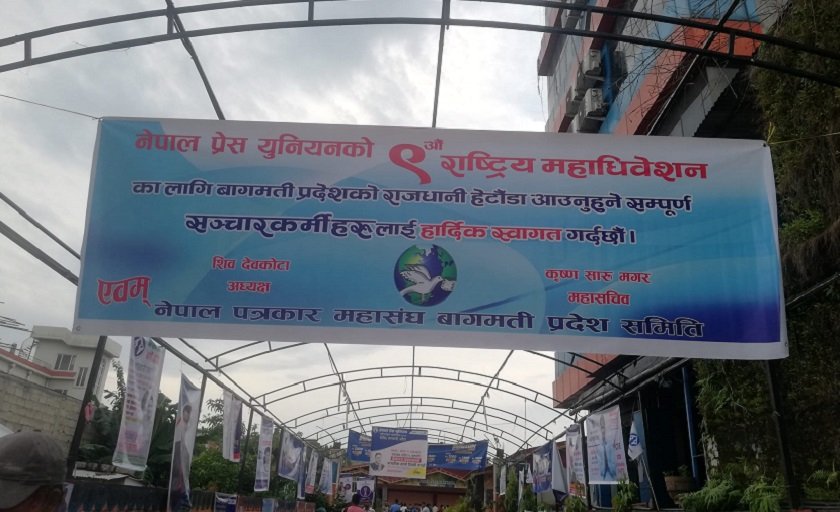 नेपाल प्रेस युनियनको ९औं राष्ट्रिय महाधिवेशन
का लागि बागमती प्रदेशको राजधानी हेटौंडा आउनुहुने सम्पूर्ण
सञ्चारकर्मीहरूलाई हार्दिक स्वागत गर्दछौं ।
शिव देवकोटा
अध्यक्ष
कृष्ण सारु मगर
महासचिव
एवम्
नेपाल पत्रकार महासंघ बागमती प्रदेश समिति